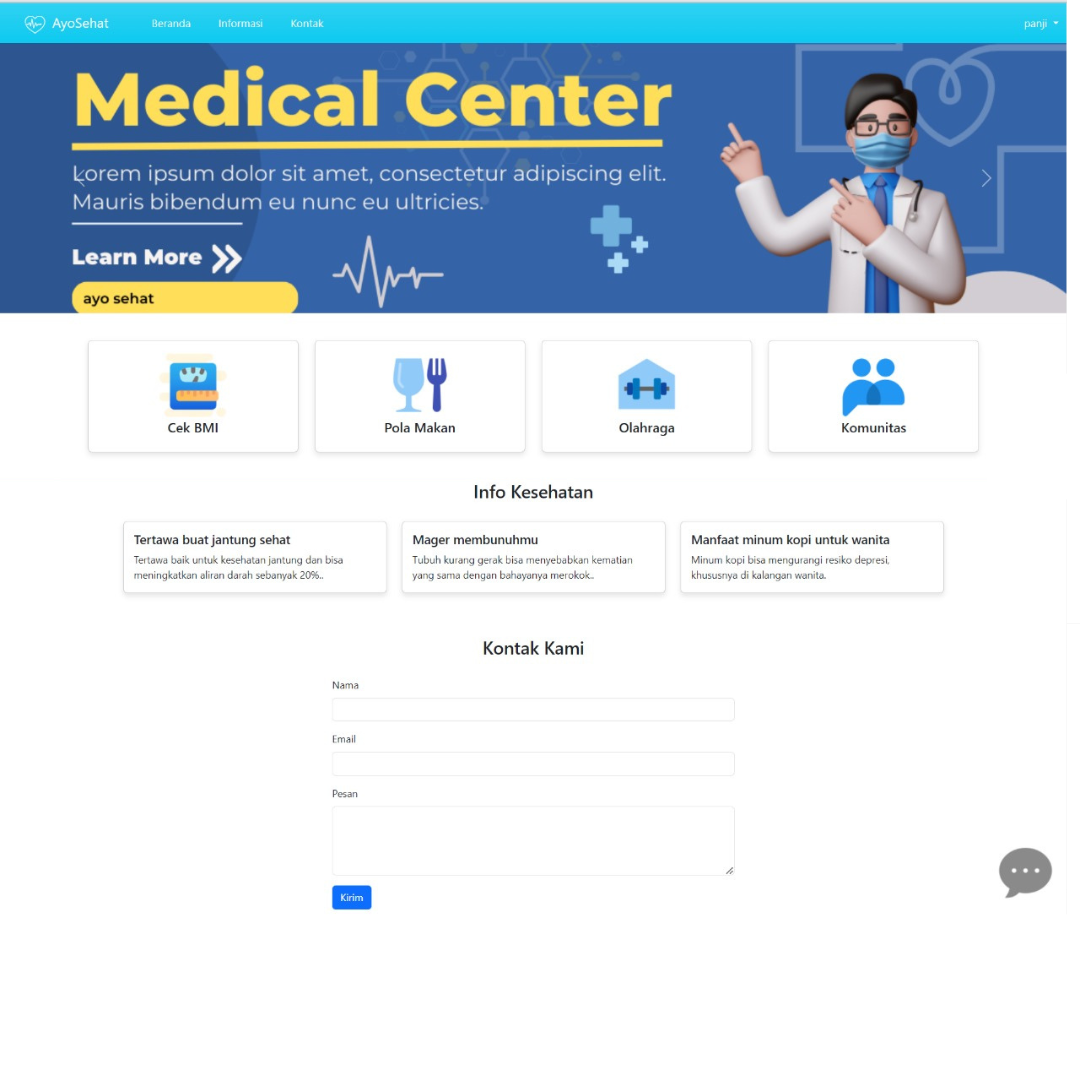 AyoSehat Beranda Informasi Kontak panji
Medical Center
Lorem ipsum dolor sit amet, consectetur adipiscing elit.
Mauris bibendum eu nunc eu ultricies.
Learn More
ayo sehat
Cek BMI
Pola Makan
Olahraga
Komunitas
Info Kesehatan
Tertawa buat jantung sehat
Tertawa baik untuk kesehatan jantung dan bisa
meningkatkan aliran darah sebanyak 20%..
Mager membunuhmu
Tubuh kurang gerak bisa menyebabkan kematian
yang sama dengan bahayanya merokok..
Manfaat minum kopi untuk wanita
Minum kopi bisa mengurangi resiko depresi,
khususnya di kalangan wanita.
Kontak Kami
Nama
Email
Pesan
Kirim